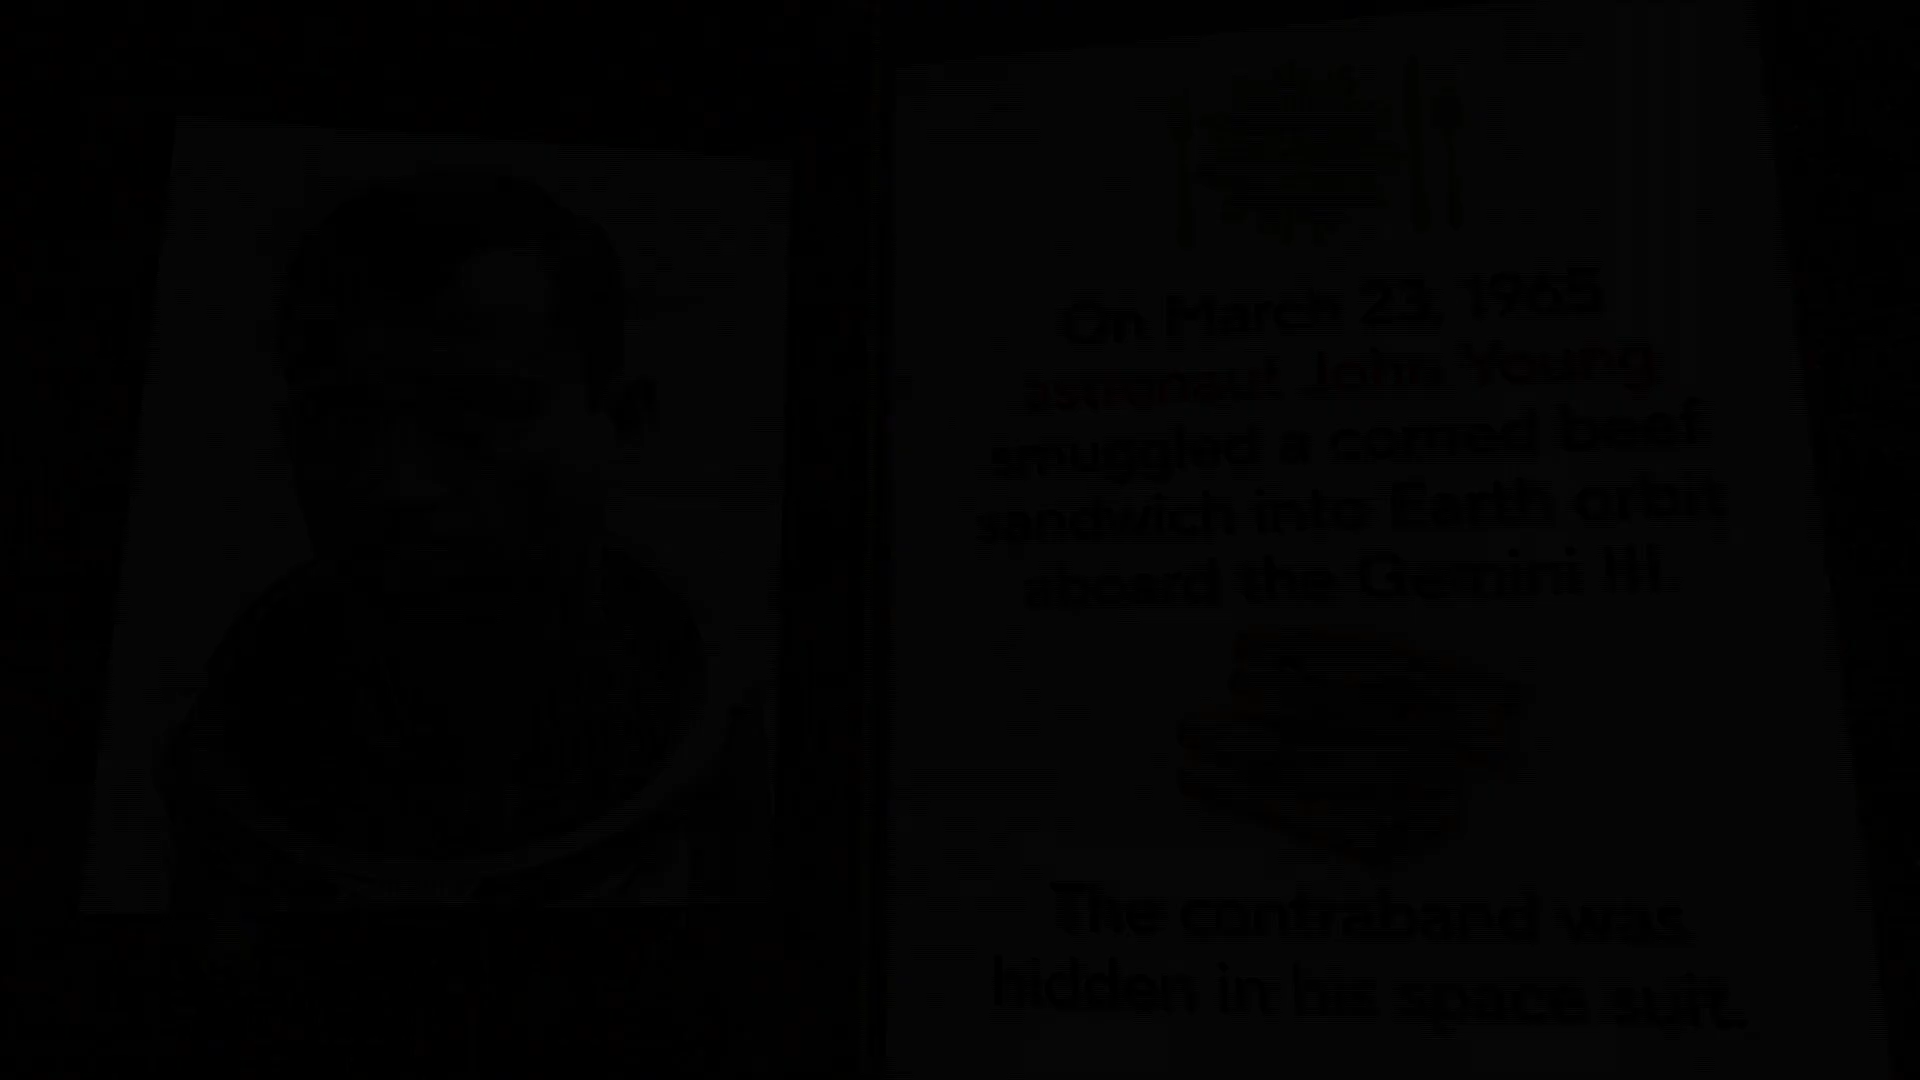 On March 23, 1965
astronaut John Young
smuggled a corned beef
sandwich into Earth orbit
aboard the Gemini III.
The contraband was
hidden in his space suit.